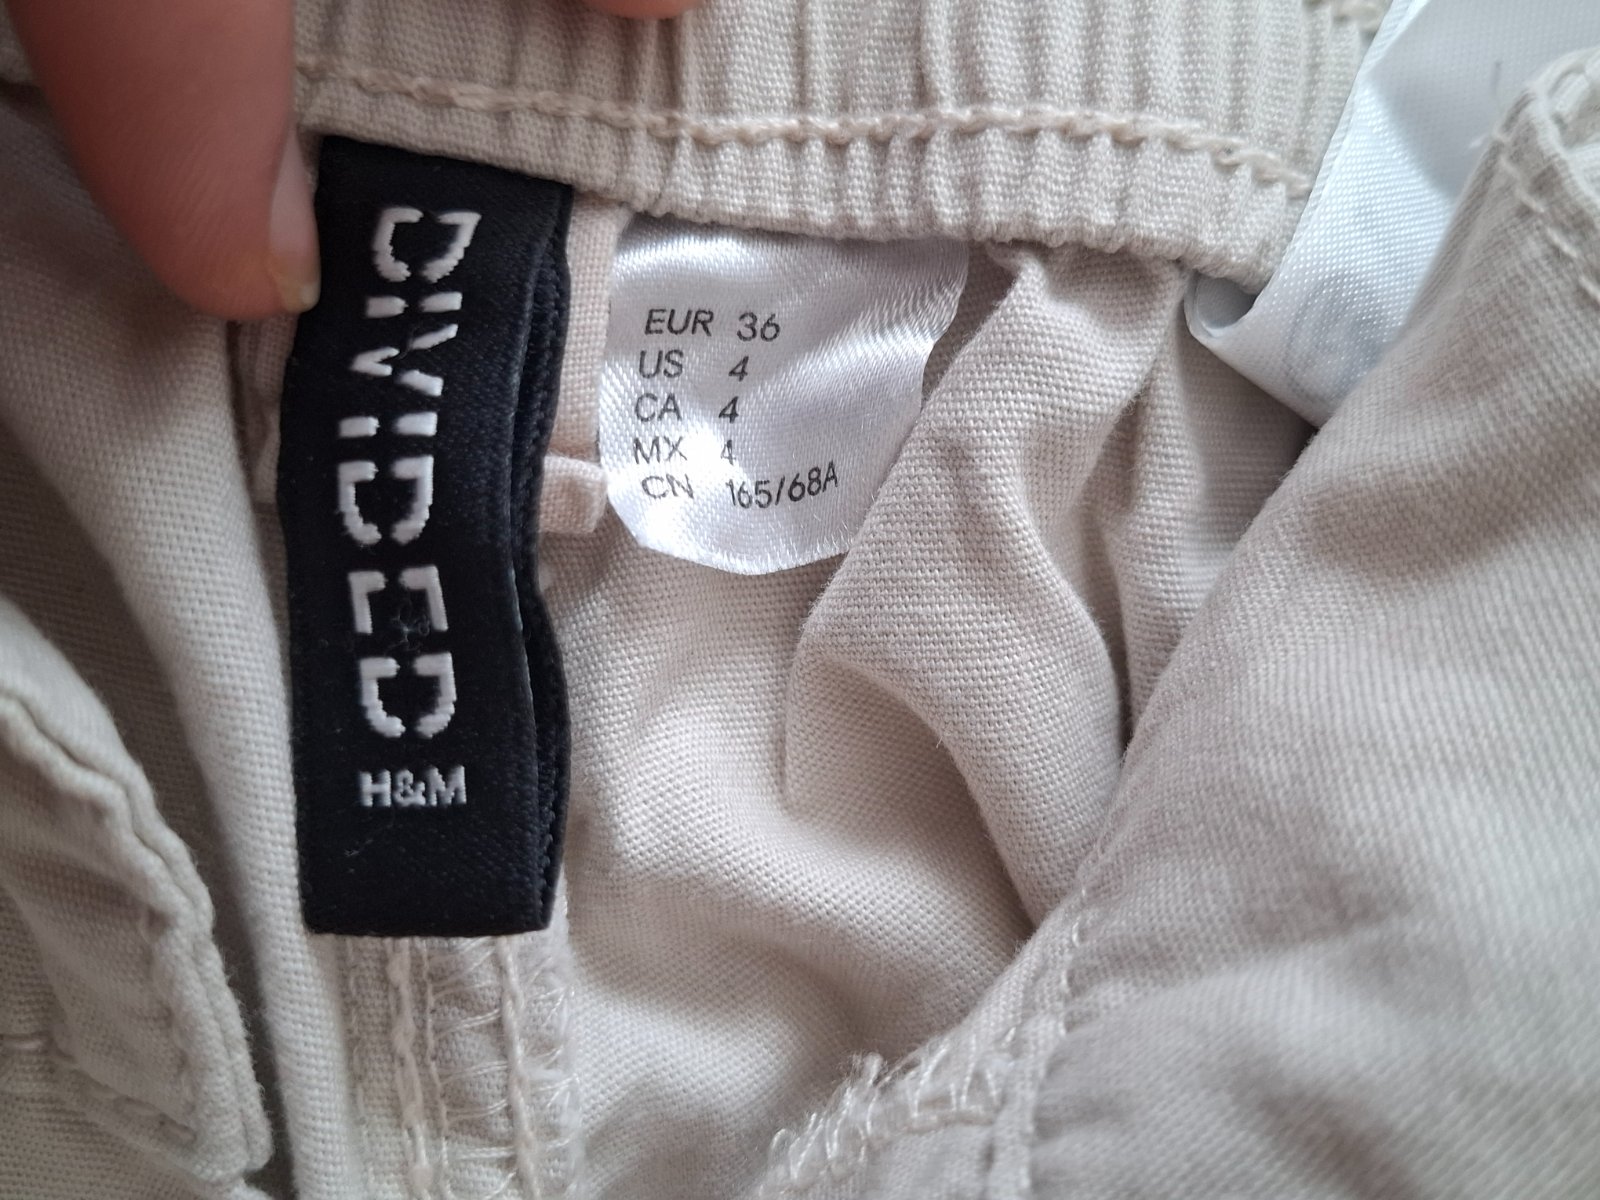 DIVIDED
H&M
EUR 36
US 4
CA 4
MX 4
CN 165/68A